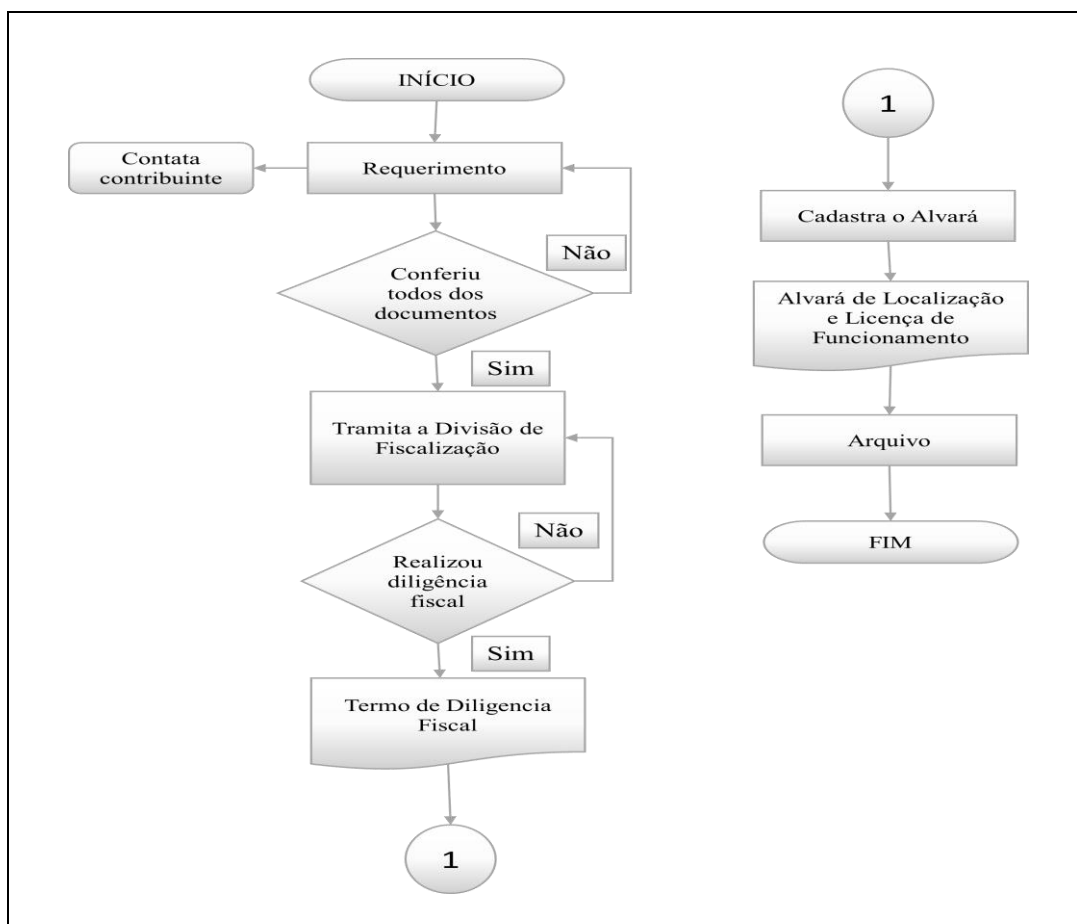 INÍCIO
Contata
contribuinte
Requerimento
Não
Conferiu
todos dos
documentos
Sim
Tramita a Divisão de
Fiscalização
Não
Realizou
diligência
fiscal
Sim
Termo de Diligencia
Fiscal
1
1
Cadastra o Alvará
Alvará de Localização
e Licença de
Funcionamento
Arquivo
FIM